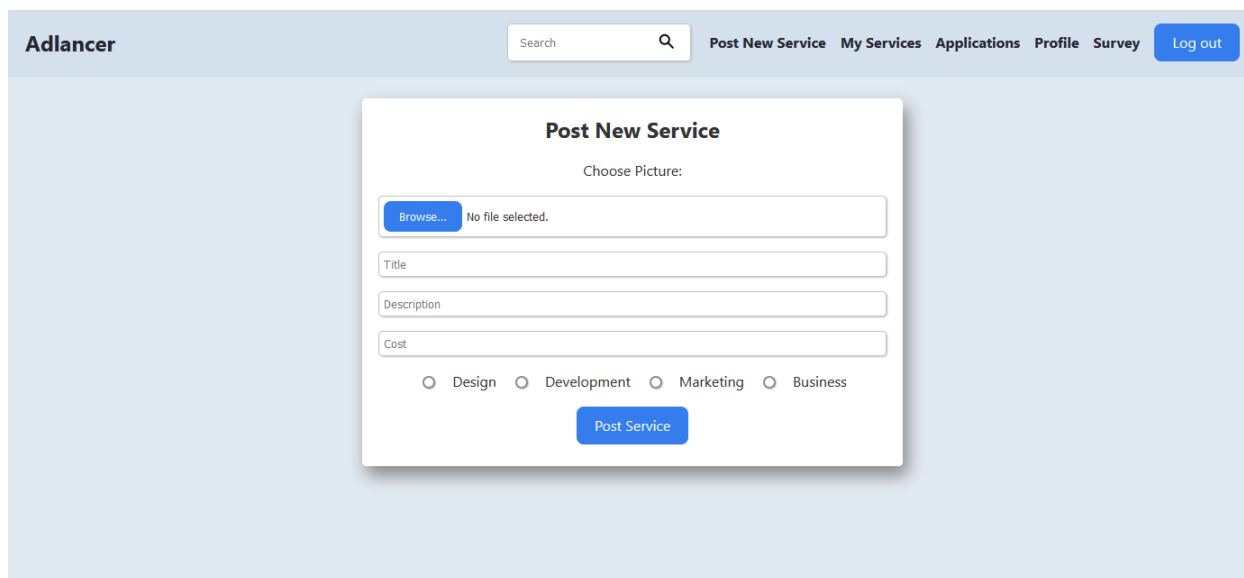 Adlancer
Search
Post New Service My Services Applications Profile Survey Log out
Post New Service
Choose Picture:
Browse... No file selected.
Title
Description
Cost
Design Development Marketing Business
Post Service